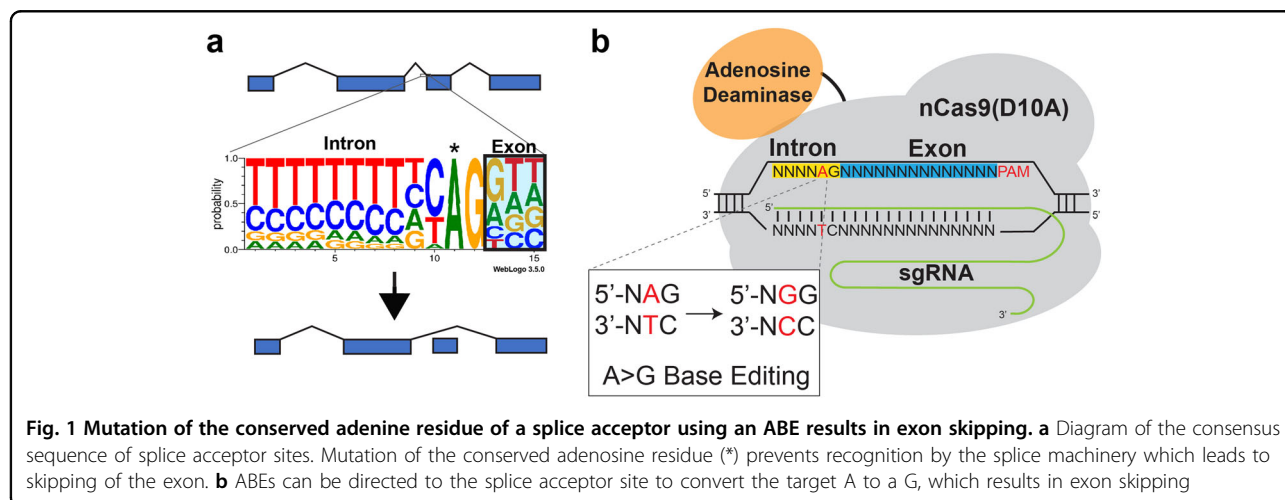 a
Intron
*
Exon
probability
1.0
0.5
0.0
TTTTTTTTTCAGGTT
CCCCCCCCCTAAA
GGGGAAAAAGGG
AAAAGGGGGATCC
5
10
15
WebLogo 3.5.0
b
Adenosine
Deaminase
nCas9(D10A)
Intron
Exon
NNNNAGNNNNNNNNNNNNNNPAM
5'
3'
3'
5'
5'
NNNNTCNNNNNNNNNNNNNN
sgRNA
3'
5'-NAG
5'-NGG
3'-NTC
3'-NCC
A>G Base Editing
Fig. 1 Mutation of the conserved adenine residue of a splice acceptor using an ABE results in exon skipping. a Diagram of the consensus
sequence of splice acceptor sites. Mutation of the conserved adenosine residue (*) prevents recognition by the splice machinery which leads to
skipping of the exon. b ABEs can be directed to the splice acceptor site to convert the target A to a G, which results in exon skipping